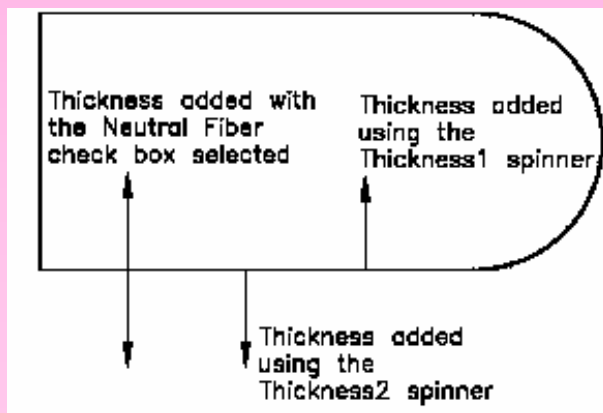 Thickness added with
the Neutral Fiber
check box selected
Thickness added
using the
Thickness1 spinner
Thickness added
using the
Thickness2 spinner